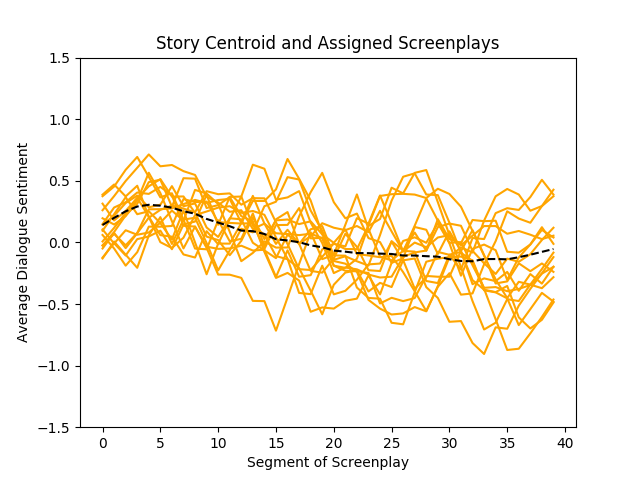 Story Centroid and Assigned Screenplays
1.5
1.0
0.5
0.0
−0.5
−1.0
−1.5
Average Dialogue Sentiment
0 5 10 15 20 25 30 35 40
Segment of Screenplay